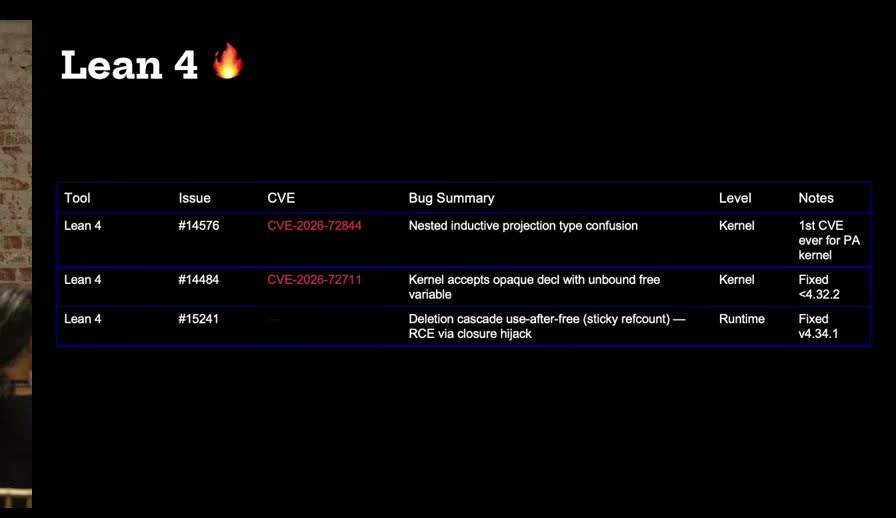 Lean 4 🔥
Tool Issue CVE Bug Summary Level Notes
Lean 4 #14576 CVE-2026-72844 Nested inductive projection type confusion Kernel 1st CVE
ever for PA
kernel
Lean 4 #14484 CVE-2026-72711 Kernel accepts opaque decl with unbound free Kernel Fixed
variable <4.32.2
Lean 4 #15241 — Deletion cascade use-after-free (sticky refcount) — Runtime Fixed
RCE via closure hijack v4.34.1